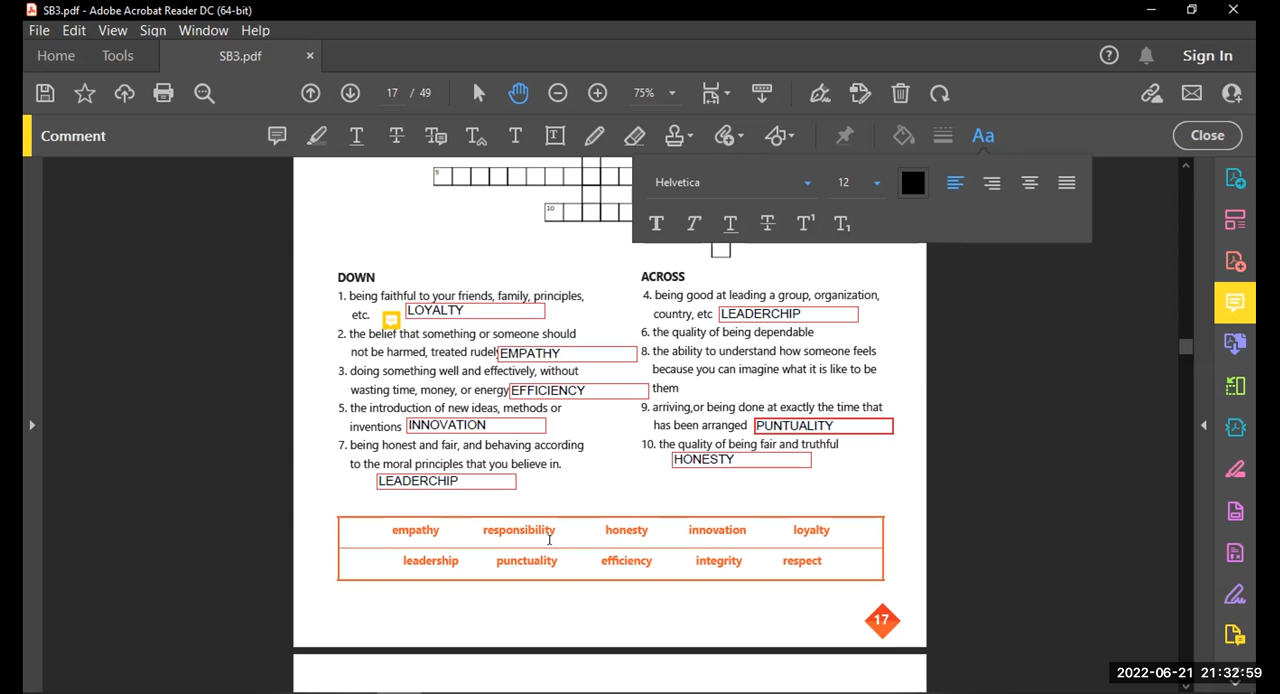 SB3.pdf - Adobe Acrobat Reader DC (64-bit)
File Edit View Sign Window Help
Home Tools SB3.pdf × Sign In
17 / 49 75%
Comment Close
Helvetica 12
9
10
DOWN
1. being faithful to your friends, family, principles,
etc. LOYALTY
2. the belief that something or someone should
not be harmed, treated rudel EMPATHY
3. doing something well and effectively, without
wasting time, money, or energy EFFICIENCY
5. the introduction of new ideas, methods or
inventions INNOVATION
7. being honest and fair, and behaving according
to the moral principles that you believe in.
LEADERCHIP
ACROSS
4. being good at leading a group, organization,
country, etc LEADERCHIP
6. the quality of being dependable
8. the ability to understand how someone feels
because you can imagine what it is like to be
them
9. arriving,or being done at exactly the time that
has been arranged PUNTUALITY
10. the quality of being fair and truthful
HONESTY
empathy responsibility honesty innovation loyalty
leadership punctuality efficiency integrity respect
17
2022-06-21 21:32:59